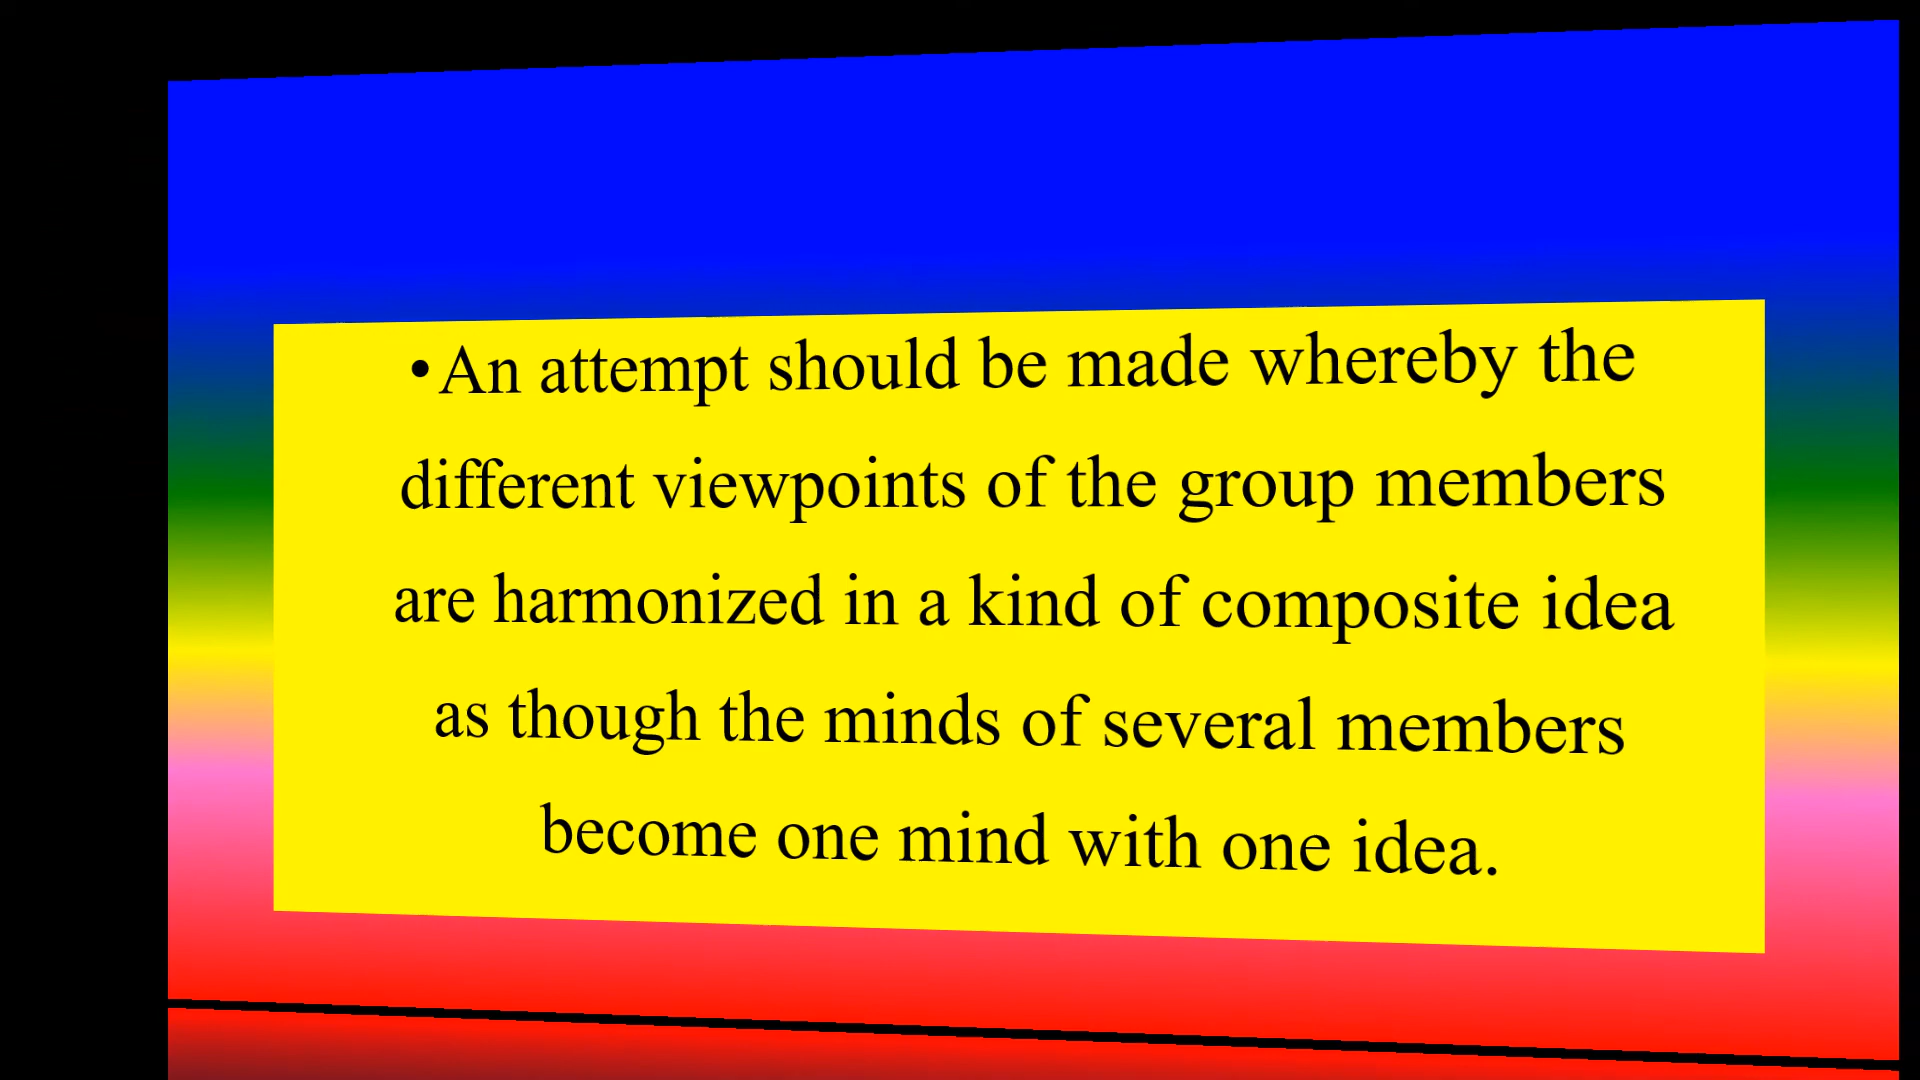 •An attempt should be made whereby the
different viewpoints of the group members
are harmonized in a kind of composite idea
as though the minds of several members
become one mind with one idea.